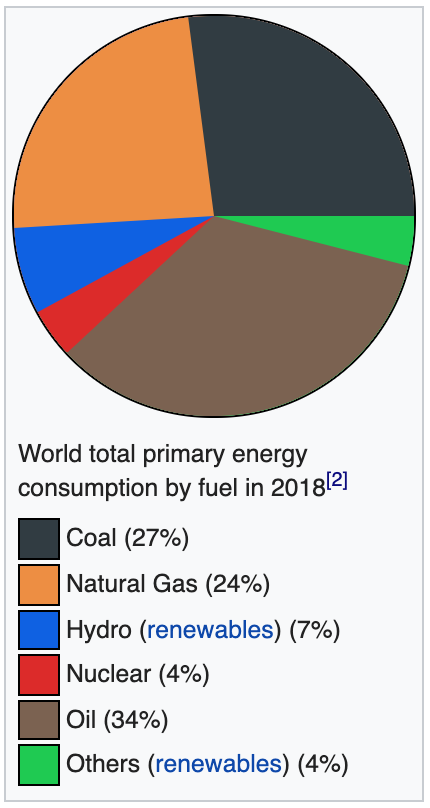 World total primary energy
consumption by fuel in 2018[2]
Coal (27%)
Natural Gas (24%)
Hydro (renewables) (7%)
Nuclear (4%)
Oil (34%)
Others (renewables) (4%)